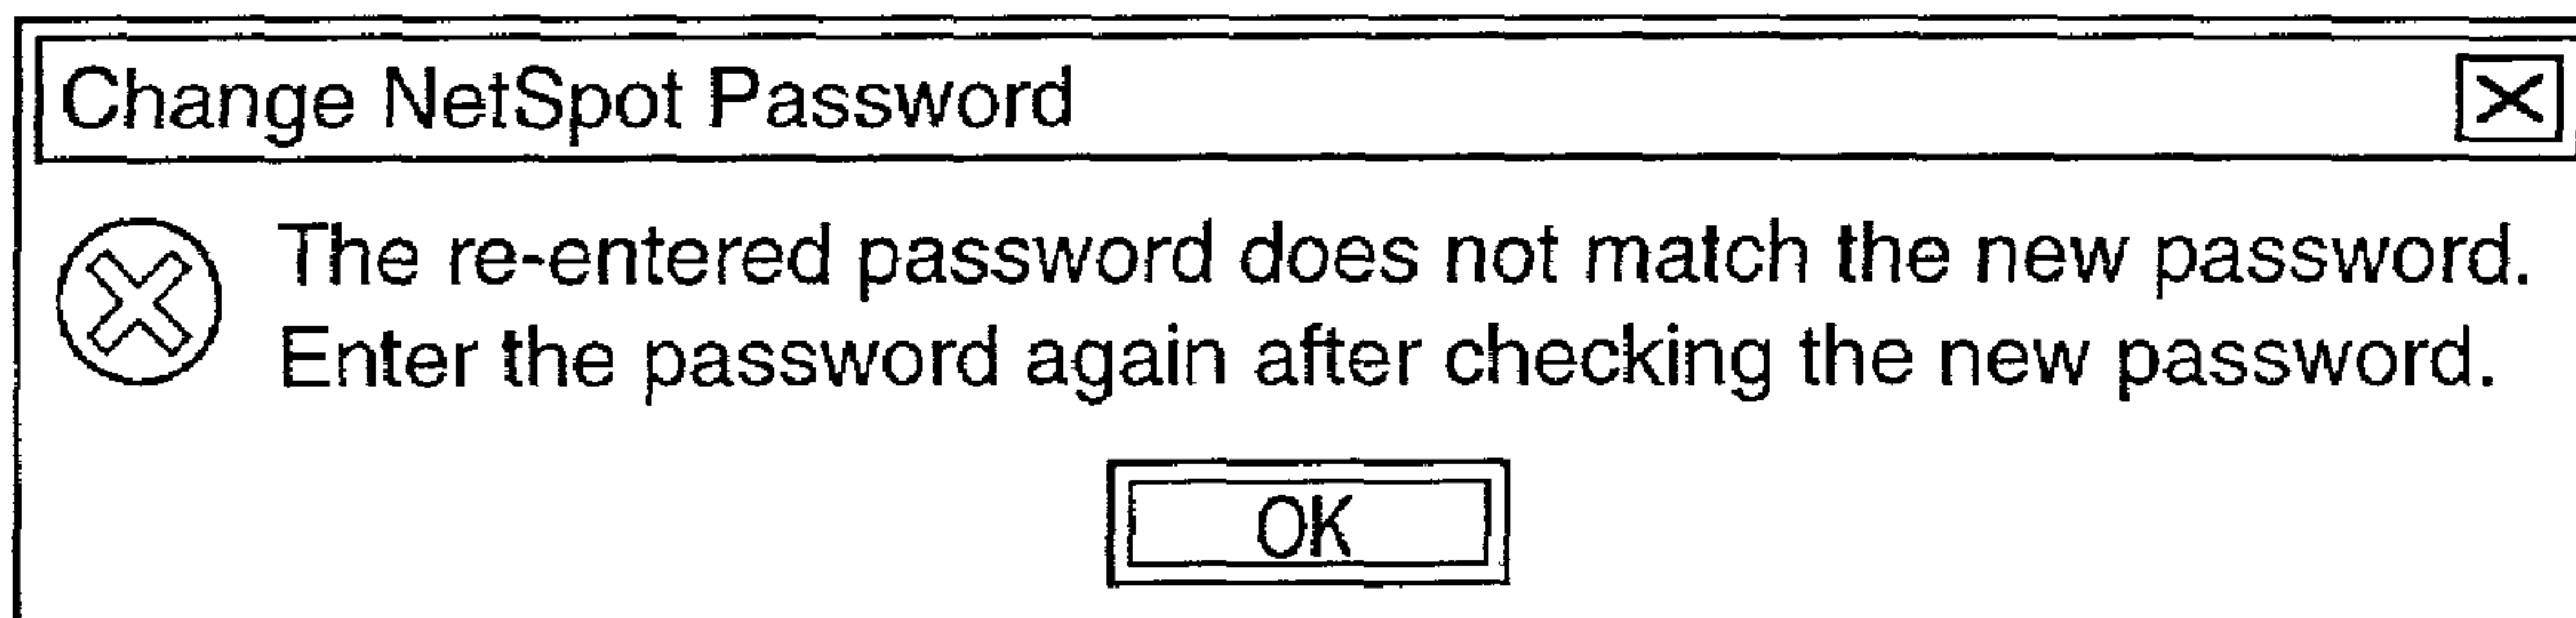 Change NetSpot Password
The re-entered password does not match the new password.
Enter the password again after checking the new password.
OK